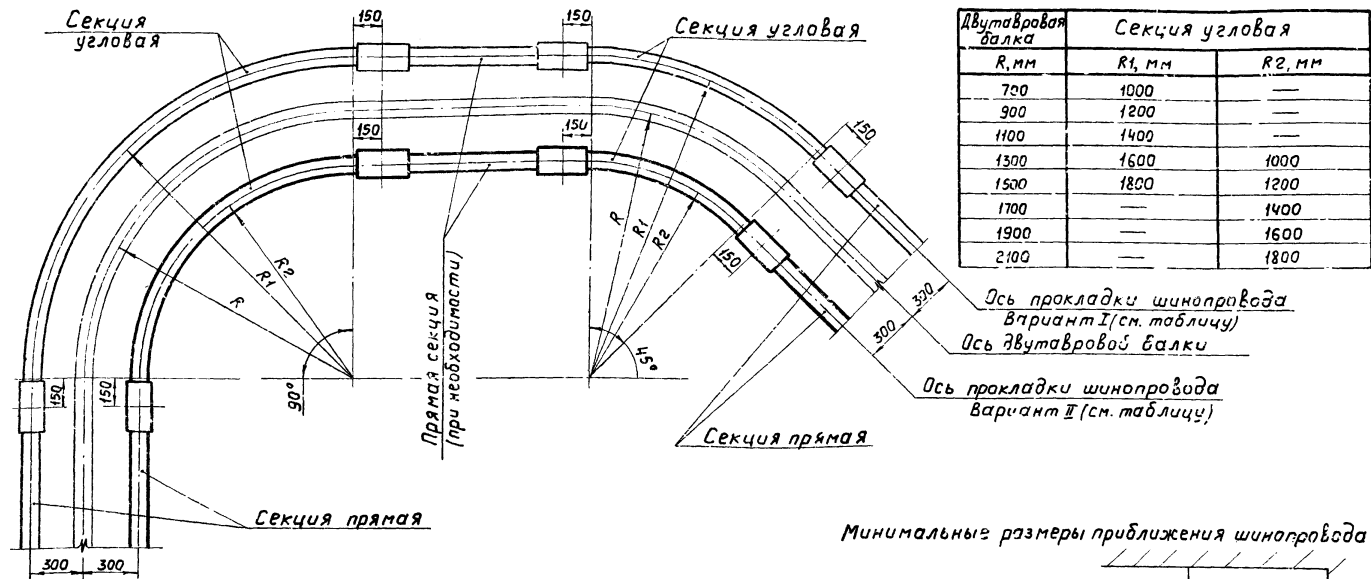 Секция
угловая
150
150
Секция угловая
150
150
150
150
R2
R1
R
R
R1
R2
90°
45°
Прямая секция
(при необходимости)
150
150
Секция прямая
Секция прямая
300
300
300
300
Двутавровая
балка
Секция угловая
R, мм
R1, мм
R2, мм
700
1000
—
900
1200
—
1100
1400
—
1300
1600
1000
1500
1800
1200
1700
—
1400
1900
—
1600
2100
—
1800
Ось прокладки шинопровода
Вариант I (см. таблицу)
Ось двутавровой балки
Ось прокладки шинопровода
Вариант II (см. таблицу)
Минимальные размеры приближения шинопровода